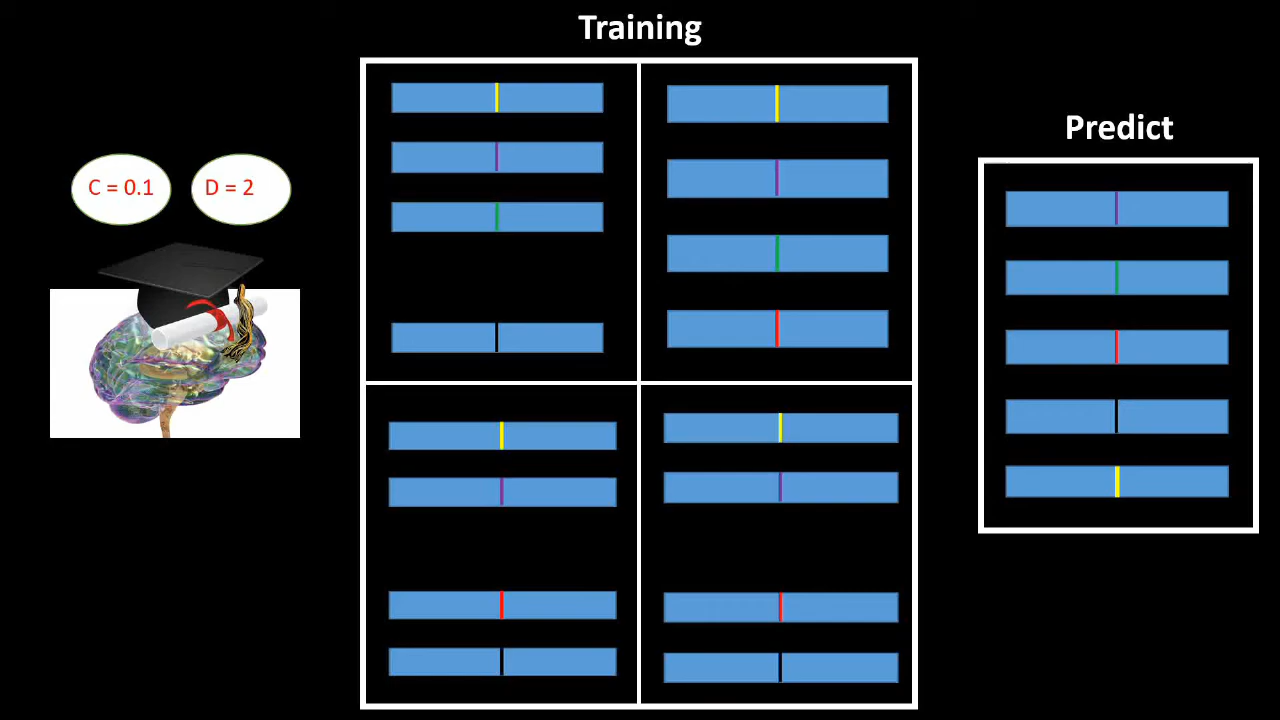 Training
Predict
C = 0.1
D = 2